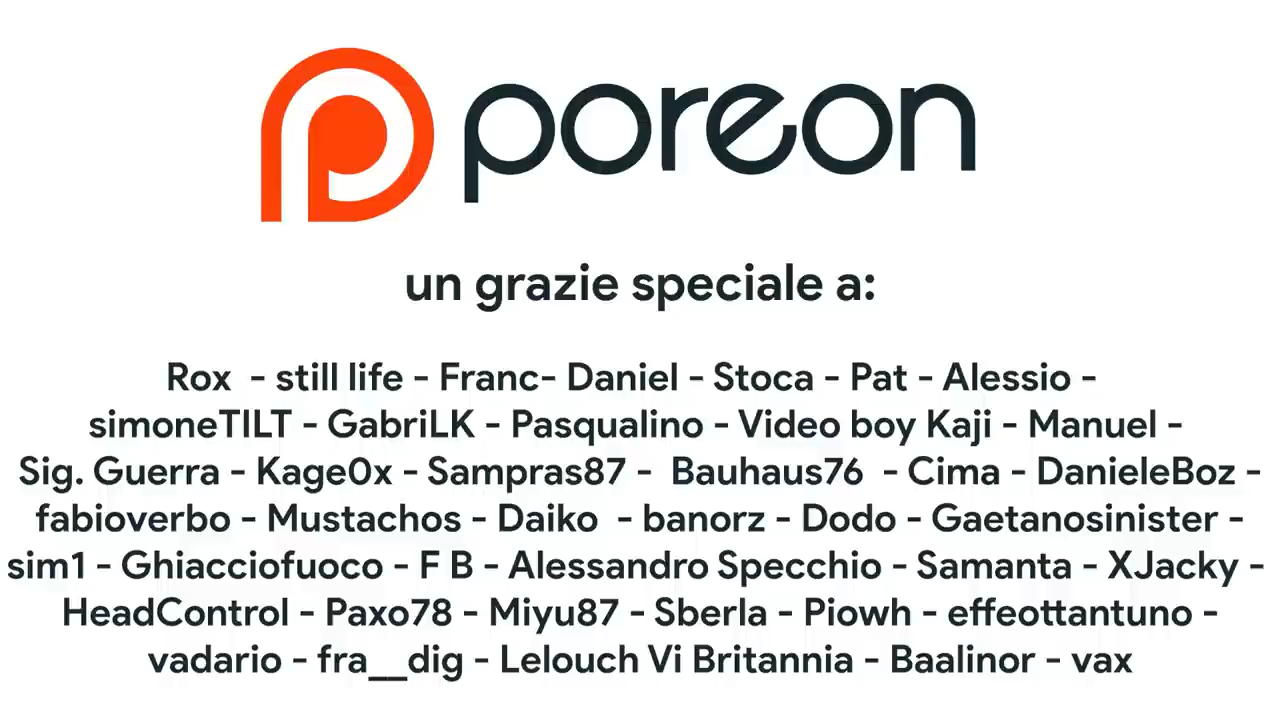 poreon
un grazie speciale a:
Rox - still life - Franc- Daniel - Stoca - Pat - Alessio -
simoneTILT - GabriLK - Pasqualino - Video boy Kaji - Manuel -
Sig. Guerra - Kage0x - Sampras87 - Bauhaus76 - Cima - DanieleBoz -
fabioverbo - Mustachos - Daiko - banorz - Dodo - Gaetanosinister -
sim1 - Ghiacciofuoco - F B - Alessandro Specchio - Samanta - XJacky -
HeadControl - Paxo78 - Miyu87 - Sberla - Piowh - effeottantuno -
vadario - fra__dig - Lelouch Vi Britannia - Baalinor - vax